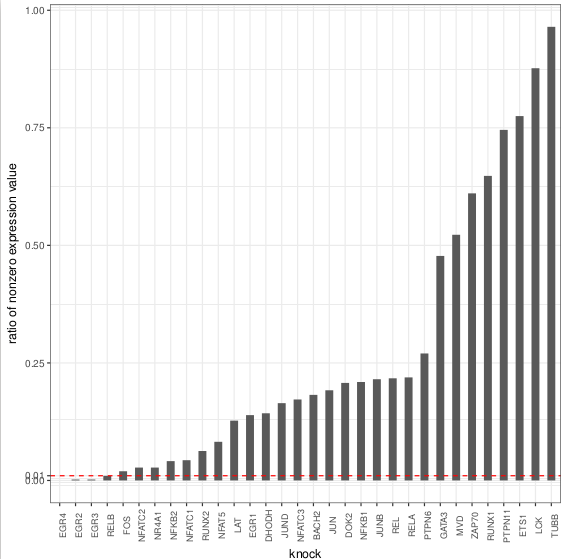 ratio of nonzero expression value
1.00
0.75
0.50
0.25
0.01
0.00
EGR4
EGR2
EGR3
RELB
FOS
NFATC2
NR4A1
NFKB2
NFATC1
RUNX2
NFAT5
LAT
EGR1
DHODH
JUND
NFATC3
BACH2
JUN
DOK2
NFKB1
JUNB
REL
RELA
PTPN6
GATA3
MVD
ZAP70
RUNX1
PTPN11
ETS1
LCK
TUBB
knock